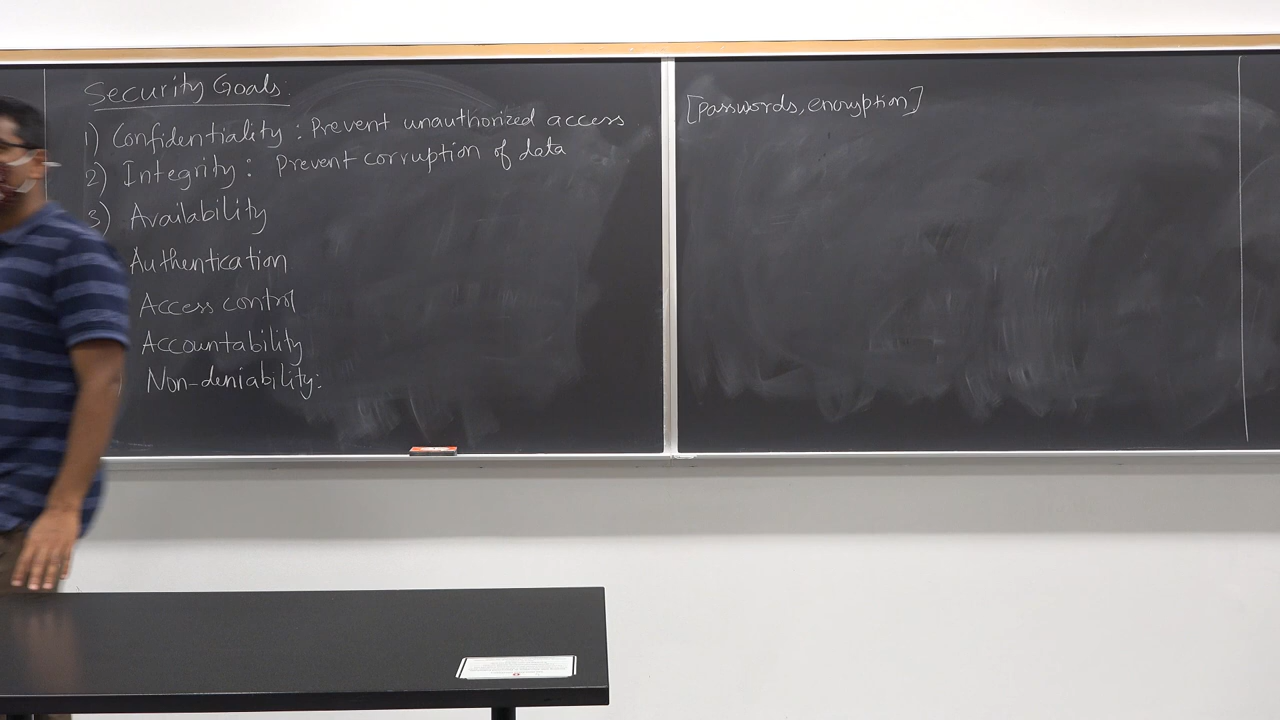 Security Goals:
1) Confidentiality : Prevent unauthorized access [Passwords, encryption]
2) Integrity : Prevent corruption of data
3) Availability
Authentication
Access control
Accountability
Non-deniability: